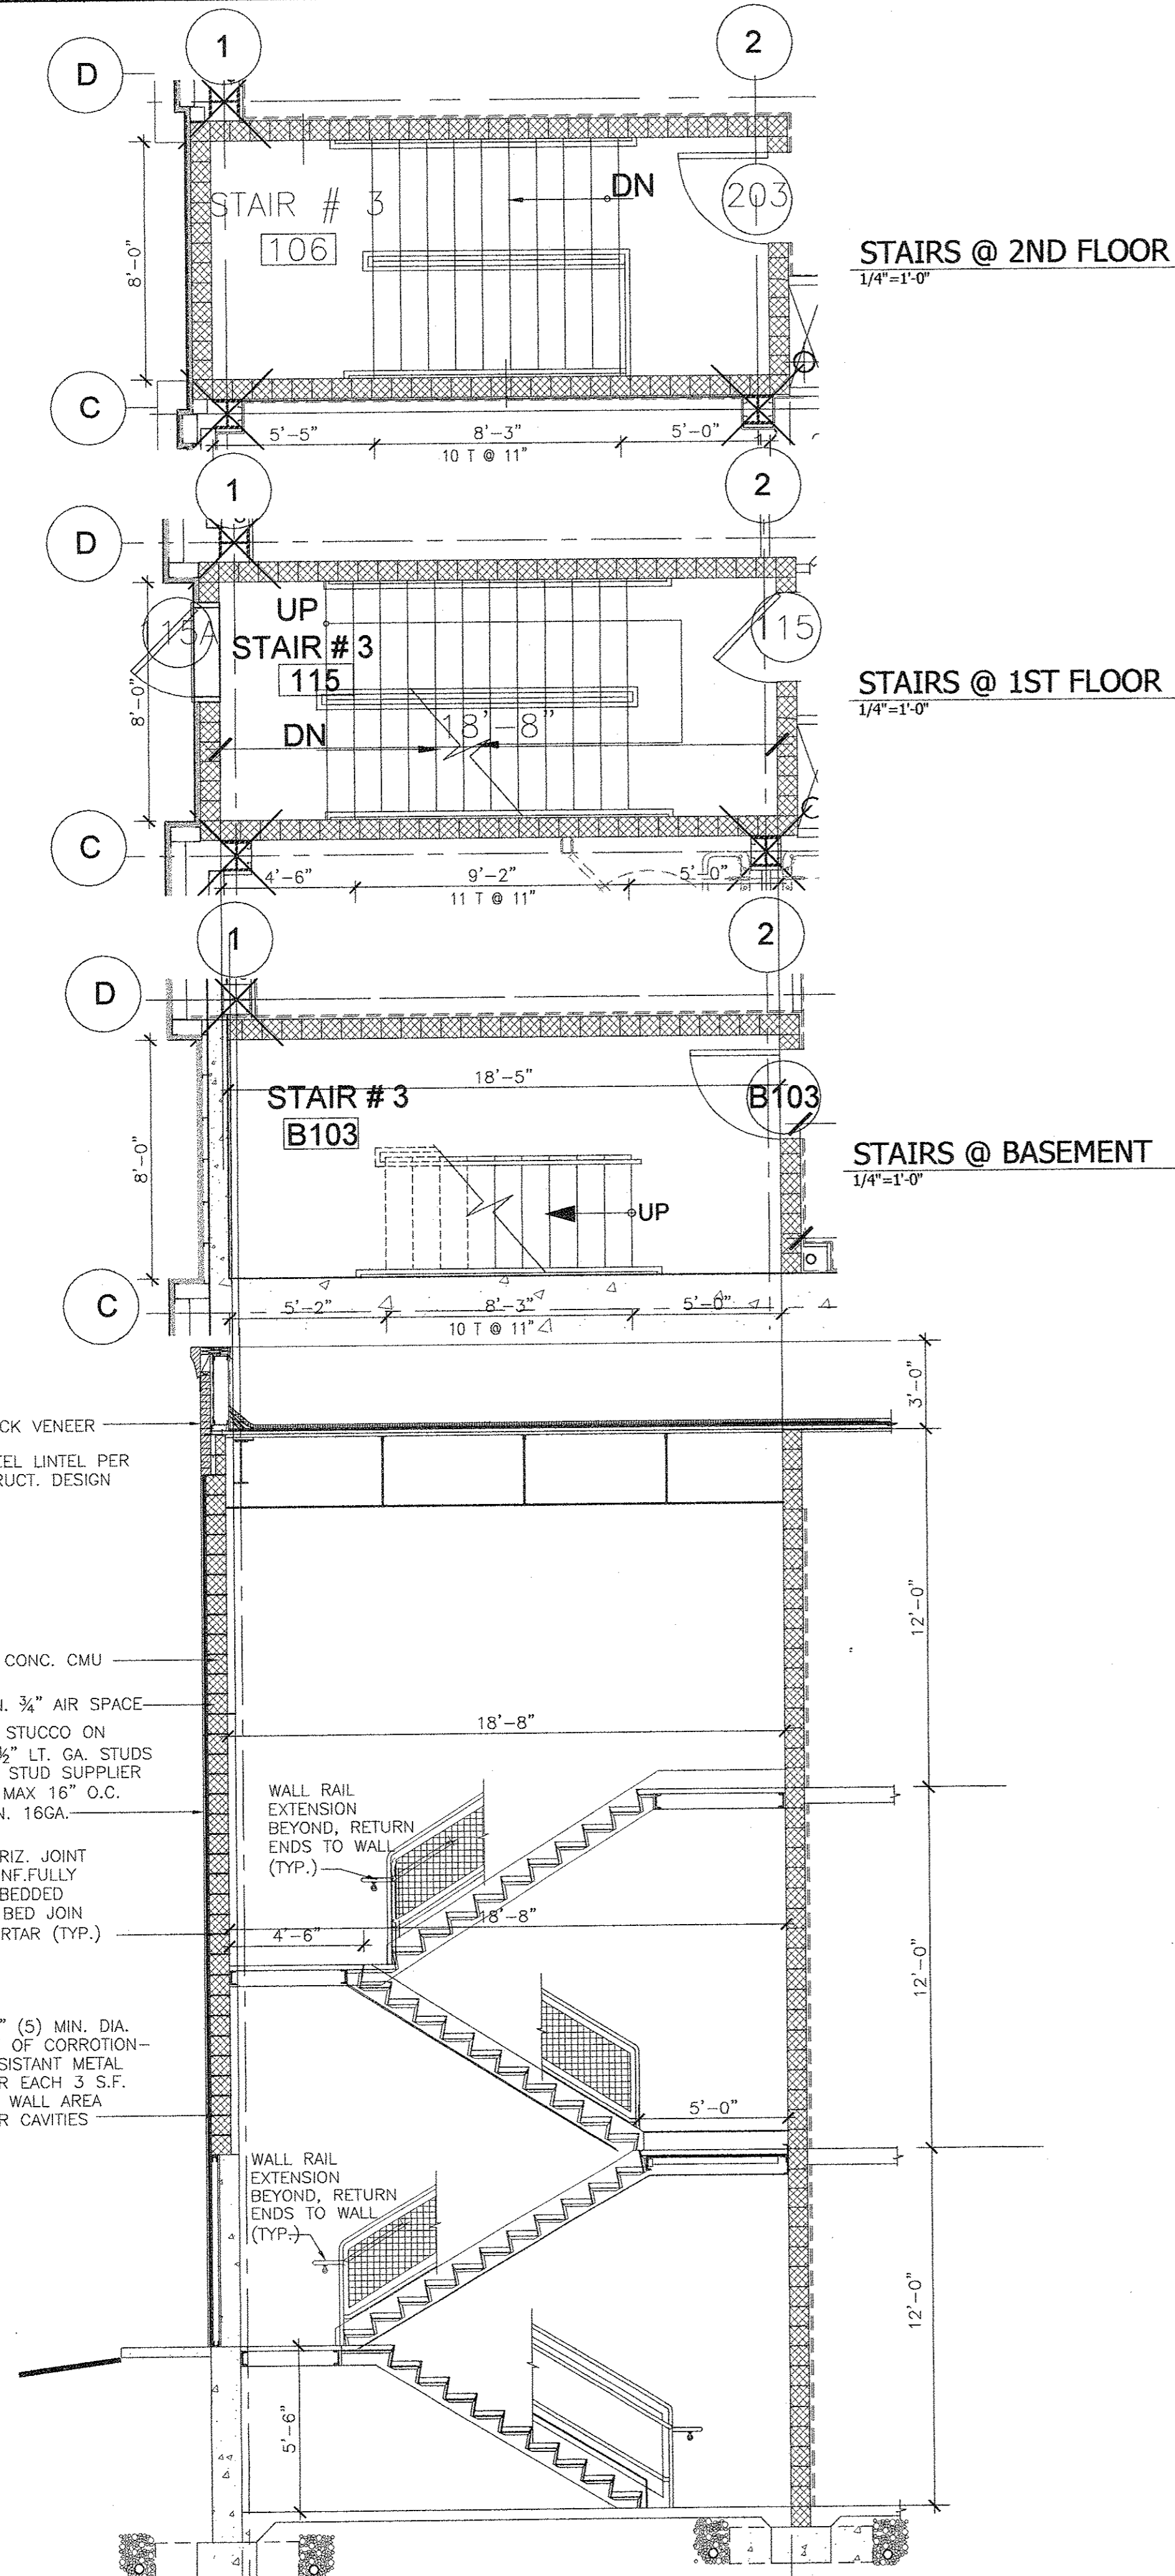 1
2
D
STAIR # 3
106
DN
203
8'-0"
STAIRS @ 2ND FLOOR
1/4"=1'-0"
C
5'-5"
8'-3"
5'-0"
10 T @ 11"
1
2
D
UP
115A
STAIR # 3
115
115
8'-0"
DN
18'-8"
STAIRS @ 1ST FLOOR
1/4"=1'-0"
C
4'-6"
9'-2"
5'-0"
11 T @ 11"
1
2
D
18'-5"
STAIR # 3
B103
B103
8'-0"
UP
STAIRS @ BASEMENT
1/4"=1'-0"
C
5'-2"
8'-3"
5'-0"
10 T @ 11"
3'-0"
CK VENEER
EEL LINTEL PER
RUCT. DESIGN
12'-0"
CONC. CMU
N. ¾" AIR SPACE
STUCCO ON
½" LT. GA. STUDS
STUD SUPPLIER
MAX 16" O.C.
N. 16GA.
18'-8"
WALL RAIL
EXTENSION
BEYOND, RETURN
ENDS TO WALL
(TYP.)
RIZ. JOINT
NF.FULLY
BEDDED
BED JOIN
RTAR (TYP.)
18'-8"
4'-6"
12'-0"
" (5) MIN. DIA.
OF CORROTION-
SISTANT METAL
R EACH 3 S.F.
WALL AREA
R CAVITIES
5'-0"
WALL RAIL
EXTENSION
BEYOND, RETURN
ENDS TO WALL
(TYP.)
12'-0"
5'-6"